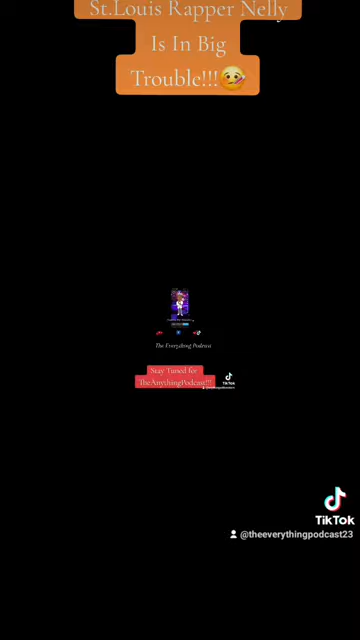 St.Louis Rapper Nelly
Is In Big
Trouble!!!🤒
The Everything Podcast
Stay Tuned for
TheAnythingPodcast!!!
TikTok
TikTok
@theeverythingpodcast23